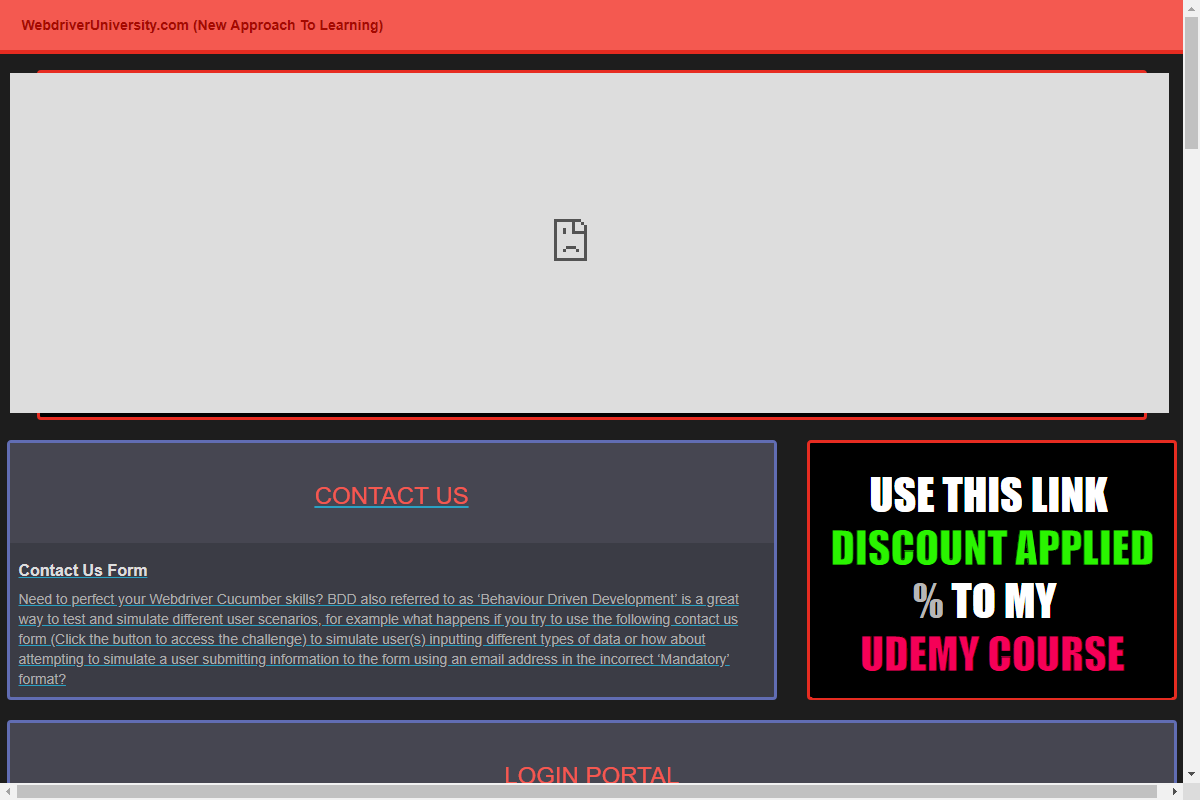 WebdriverUniversity.com (New Approach To Learning)
CONTACT US
Contact Us Form
Need to perfect your Webdriver Cucumber skills? BDD also referred to as ‘Behaviour Driven Development’ is a great
way to test and simulate different user scenarios, for example what happens if you try to use the following contact us
form (Click the button to access the challenge) to simulate user(s) inputting different types of data or how about
attempting to simulate a user submitting information to the form using an email address in the incorrect ‘Mandatory’
format?
USE THIS LINK
DISCOUNT APPLIED
% TO MY
UDEMY COURSE
LOGIN PORTAL